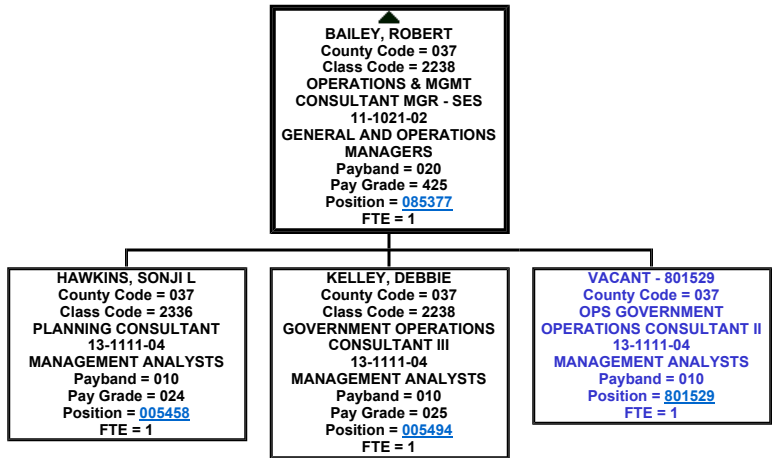 BAILEY, ROBERT
County Code = 037
Class Code = 2238
OPERATIONS & MGMT
CONSULTANT MGR - SES
11-1021-02
GENERAL AND OPERATIONS
MANAGERS
Payband = 020
Pay Grade = 425
Position = 085377
FTE = 1
HAWKINS, SONJI L
County Code = 037
Class Code = 2336
PLANNING CONSULTANT
13-1111-04
MANAGEMENT ANALYSTS
Payband = 010
Pay Grade = 024
Position = 005458
FTE = 1
KELLEY, DEBBIE
County Code = 037
Class Code = 2238
GOVERNMENT OPERATIONS
CONSULTANT III
13-1111-04
MANAGEMENT ANALYSTS
Payband = 010
Pay Grade = 025
Position = 005494
FTE = 1
VACANT - 801529
County Code = 037
OPS GOVERNMENT
OPERATIONS CONSULTANT II
13-1111-04
MANAGEMENT ANALYSTS
Payband = 010
Position = 801529
FTE = 1